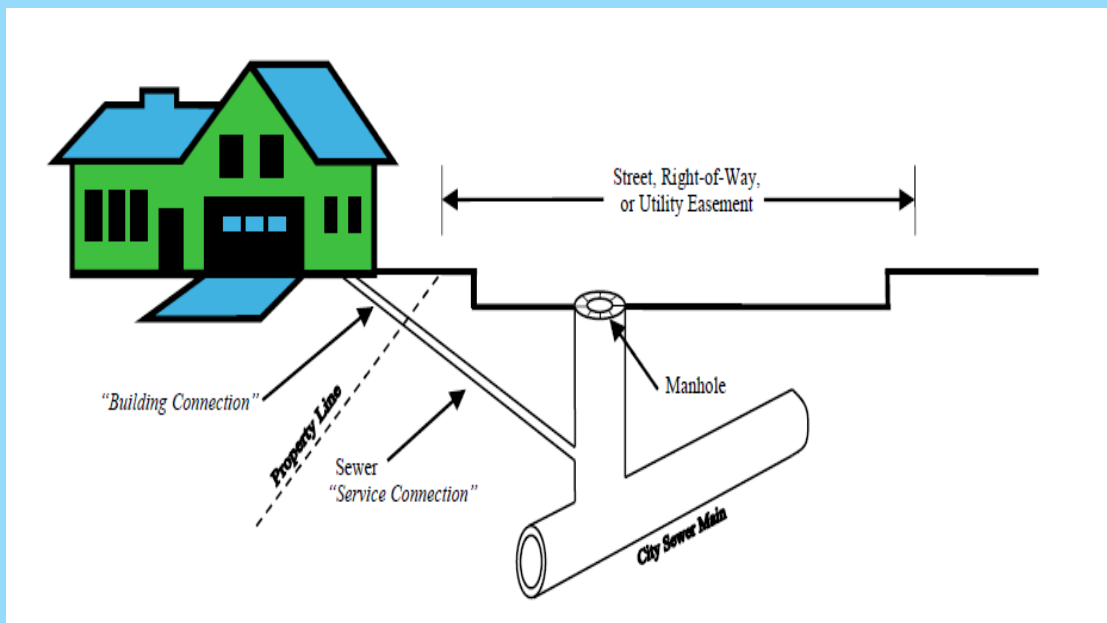 Street, Right-of-Way,
or Utility Easement
Manhole
“Building Connection”
Property Line
Sewer
“Service Connection”
City Sewer Main